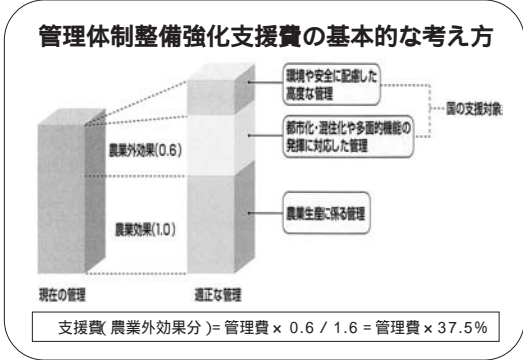 管理体制整備強化支援費の基本的な考え方
環境や安全に配慮した
高度な管理
国の支援対象
都市化・混住化や多面的機能の
発揮に対応した管理
農業外効果(0.6)
農業効果(1.0)
農業生産に係る管理
現在の管理
適正な管理
支援費(農業外効果分)=管理費×0.6/1.6=管理費×37.5%